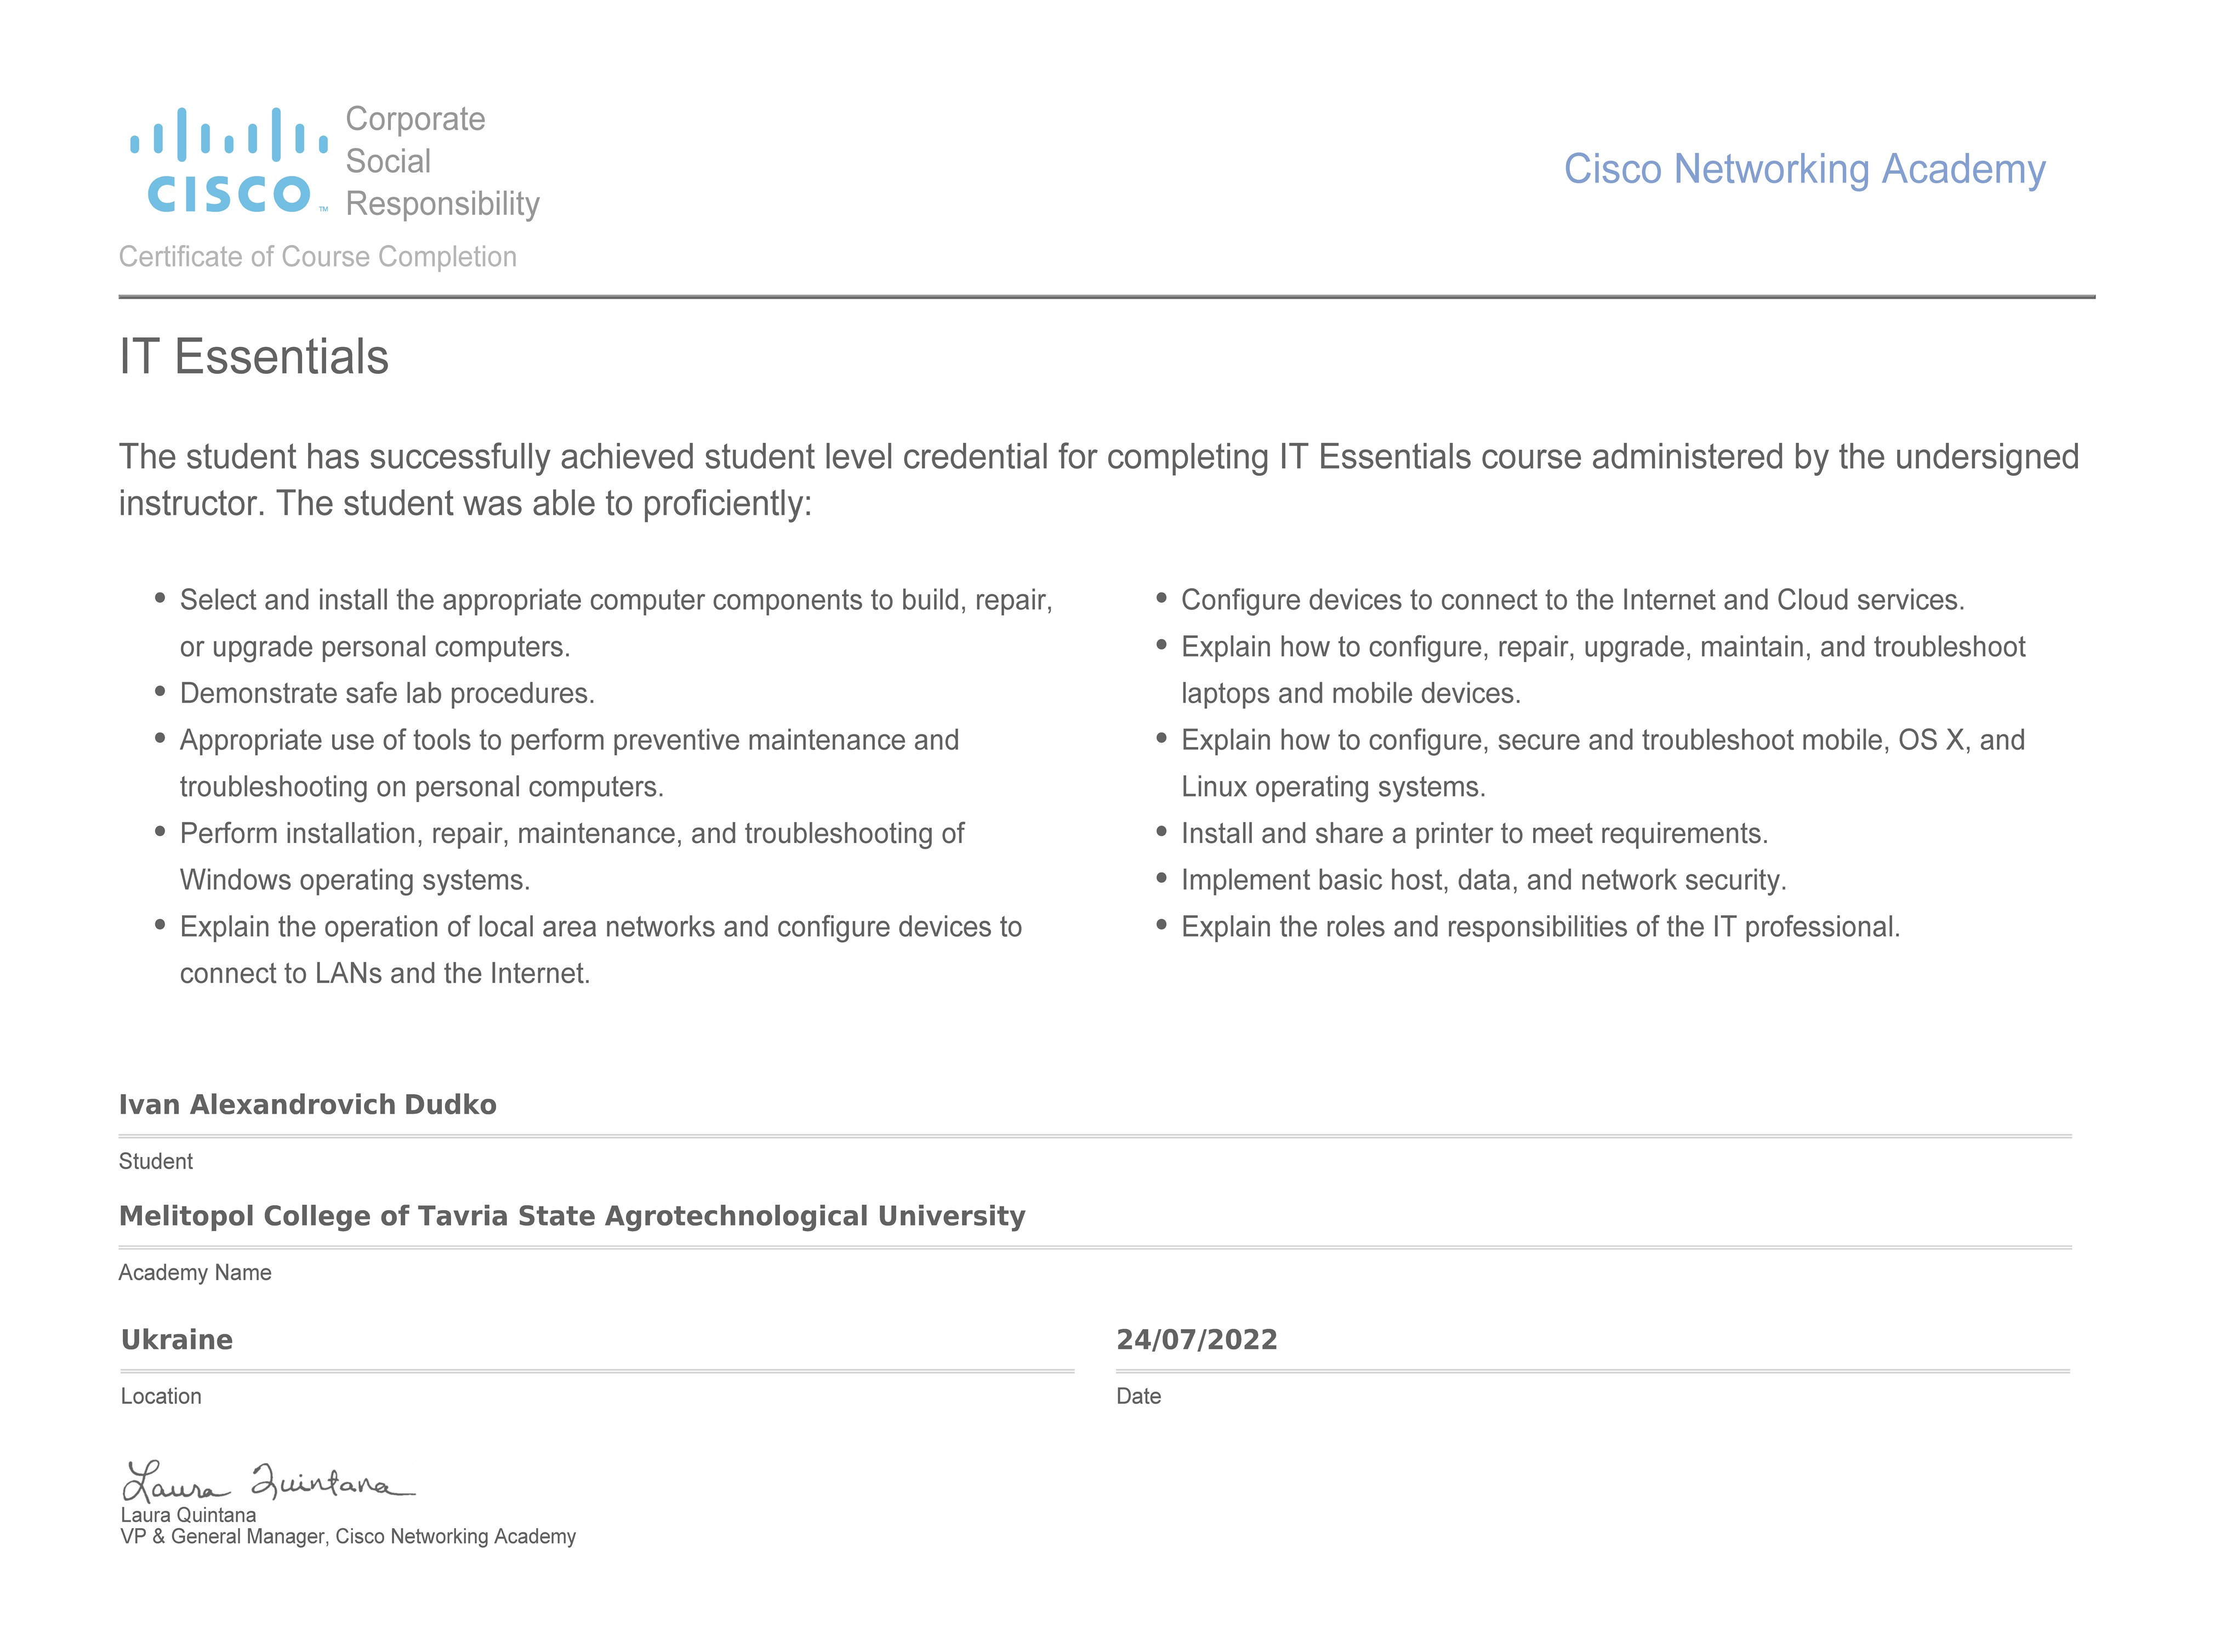 Corporate
Social
Responsibility
CISCO™
Cisco Networking Academy
Certificate of Course Completion
IT Essentials
The student has successfully achieved student level credential for completing IT Essentials course administered by the undersigned
instructor. The student was able to proficiently:
• Select and install the appropriate computer components to build, repair,
or upgrade personal computers.
• Demonstrate safe lab procedures.
• Appropriate use of tools to perform preventive maintenance and
troubleshooting on personal computers.
• Perform installation, repair, maintenance, and troubleshooting of
Windows operating systems.
• Explain the operation of local area networks and configure devices to
connect to LANs and the Internet.
• Configure devices to connect to the Internet and Cloud services.
• Explain how to configure, repair, upgrade, maintain, and troubleshoot
laptops and mobile devices.
• Explain how to configure, secure and troubleshoot mobile, OS X, and
Linux operating systems.
• Install and share a printer to meet requirements.
• Implement basic host, data, and network security.
• Explain the roles and responsibilities of the IT professional.
Ivan Alexandrovich Dudko
Student
Melitopol College of Tavria State Agrotechnological University
Academy Name
Ukraine
Location
24/07/2022
Date
Laura Quintana
Laura Quintana
VP & General Manager, Cisco Networking Academy